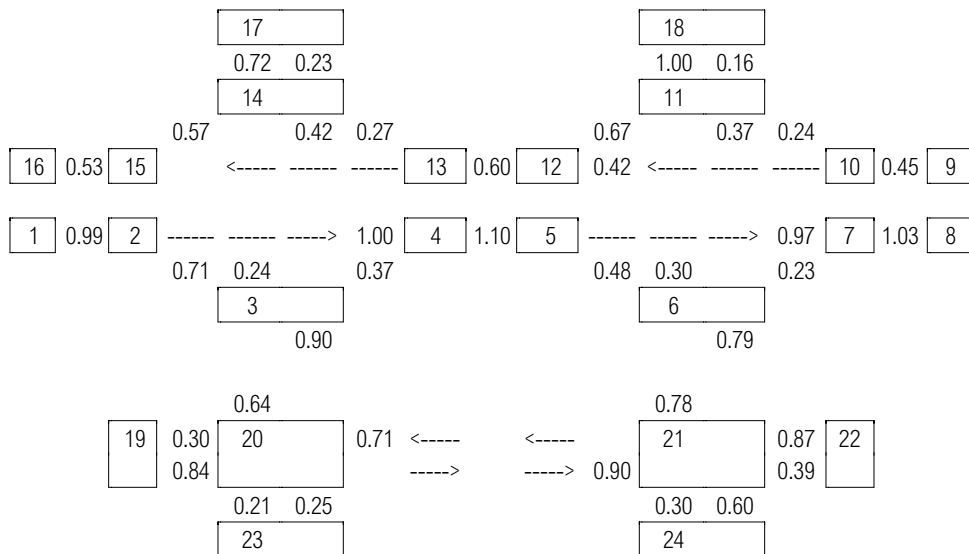 17 18
0.72 0.23 1.00 0.16
14 11
0.57 0.42 0.27 0.67 0.37 0.24
16 0.53 15 <----- ------ ------ 13 0.60 12 0.42 <----- ------ ------ 10 0.45 9
1 0.99 2 ------ ------ -----> 1.00 4 1.10 5 ------ ------ -----> 0.97 7 1.03 8
0.71 0.24 0.37 0.48 0.30 0.23
3 6
0.90 0.79
0.64 0.78
19 0.30 20 0.71 <----- <----- 21 0.87 22
0.84 -----> -----> 0.90 0.39
0.21 0.25 0.30 0.60
23 24